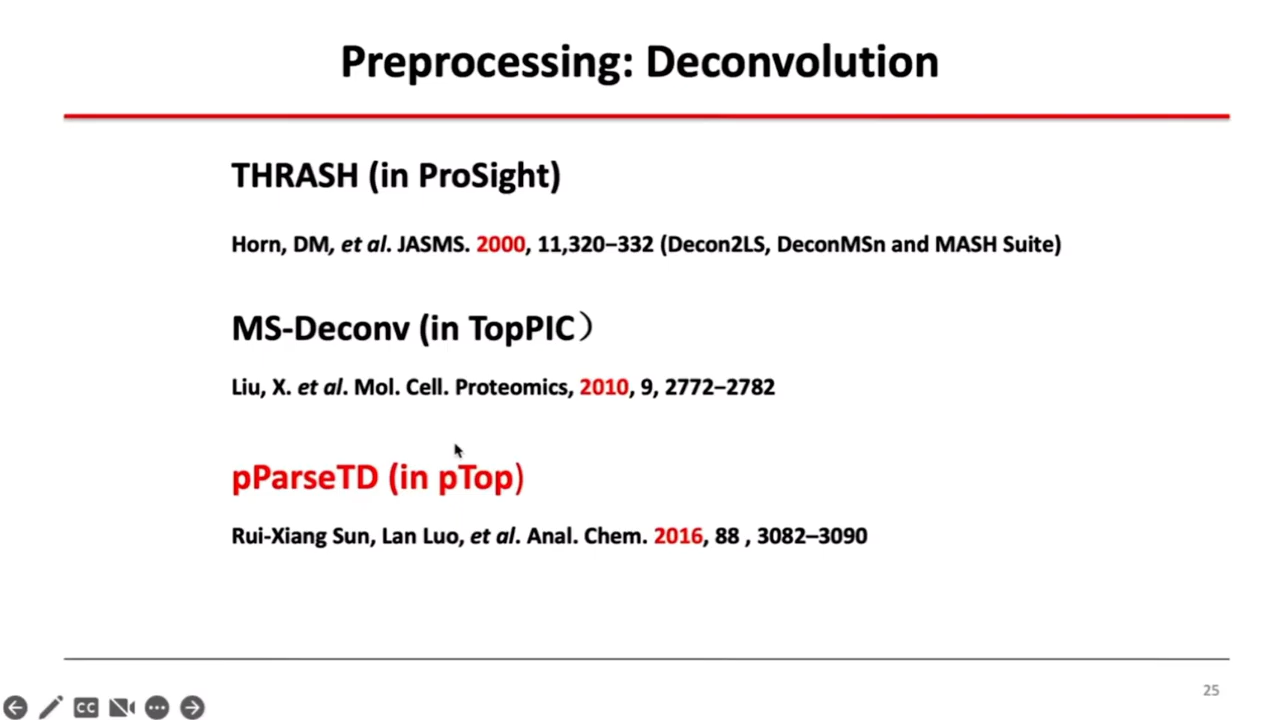 Preprocessing: Deconvolution
THRASH (in ProSight)
Horn, DM, et al. JASMS. 2000, 11,320−332 (Decon2LS, DeconMSn and MASH Suite)
MS-Deconv (in TopPIC）
Liu, X. et al. Mol. Cell. Proteomics, 2010, 9, 2772−2782
pParseTD (in pTop)
Rui-Xiang Sun, Lan Luo, et al. Anal. Chem. 2016, 88 , 3082–3090
25
CC